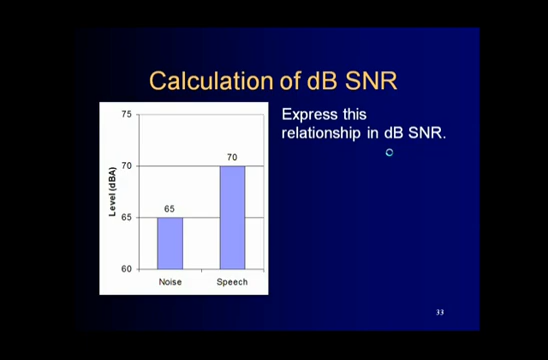 Calculation of dB SNR
Express this
relationship in dB SNR.
75
70
65
60
Level (dBA)
65
70
Noise
Speech
33